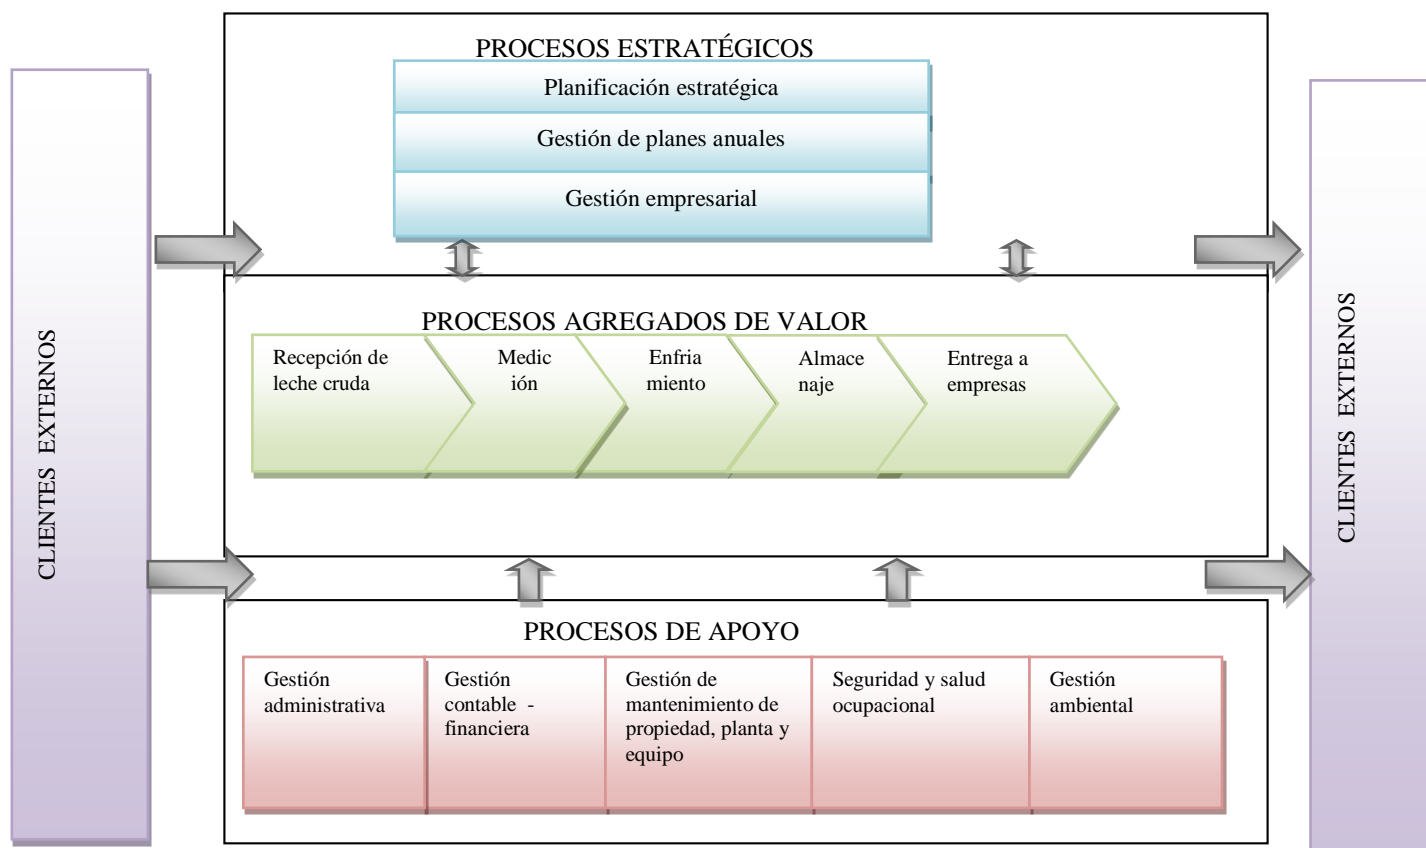 CLIENTES EXTERNOS
PROCESOS ESTRATÉGICOS
Planificación estratégica
Gestión de planes anuales
Gestión empresarial
PROCESOS AGREGADOS DE VALOR
Recepción de
leche cruda
Medic
ión
Enfria
miento
Almace
naje
Entrega a
empresas
PROCESOS DE APOYO
Gestión
administrativa
Gestión
contable -
financiera
Gestión de
mantenimiento de
propiedad, planta y
equipo
Seguridad y salud
ocupacional
Gestión
ambiental
CLIENTES EXTERNOS